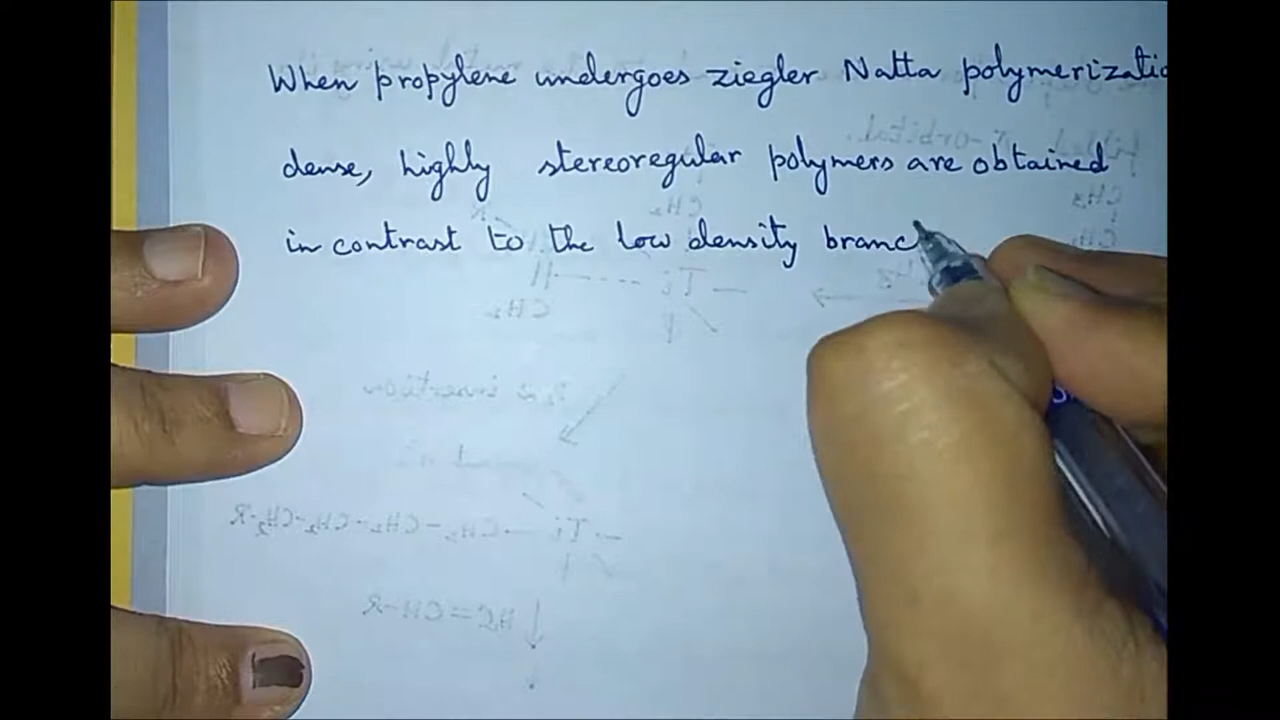 When propylene undergoes ziegler Natta polymerizatio
dense, highly stereoregular polymers are obtained
in contrast to the low density branc